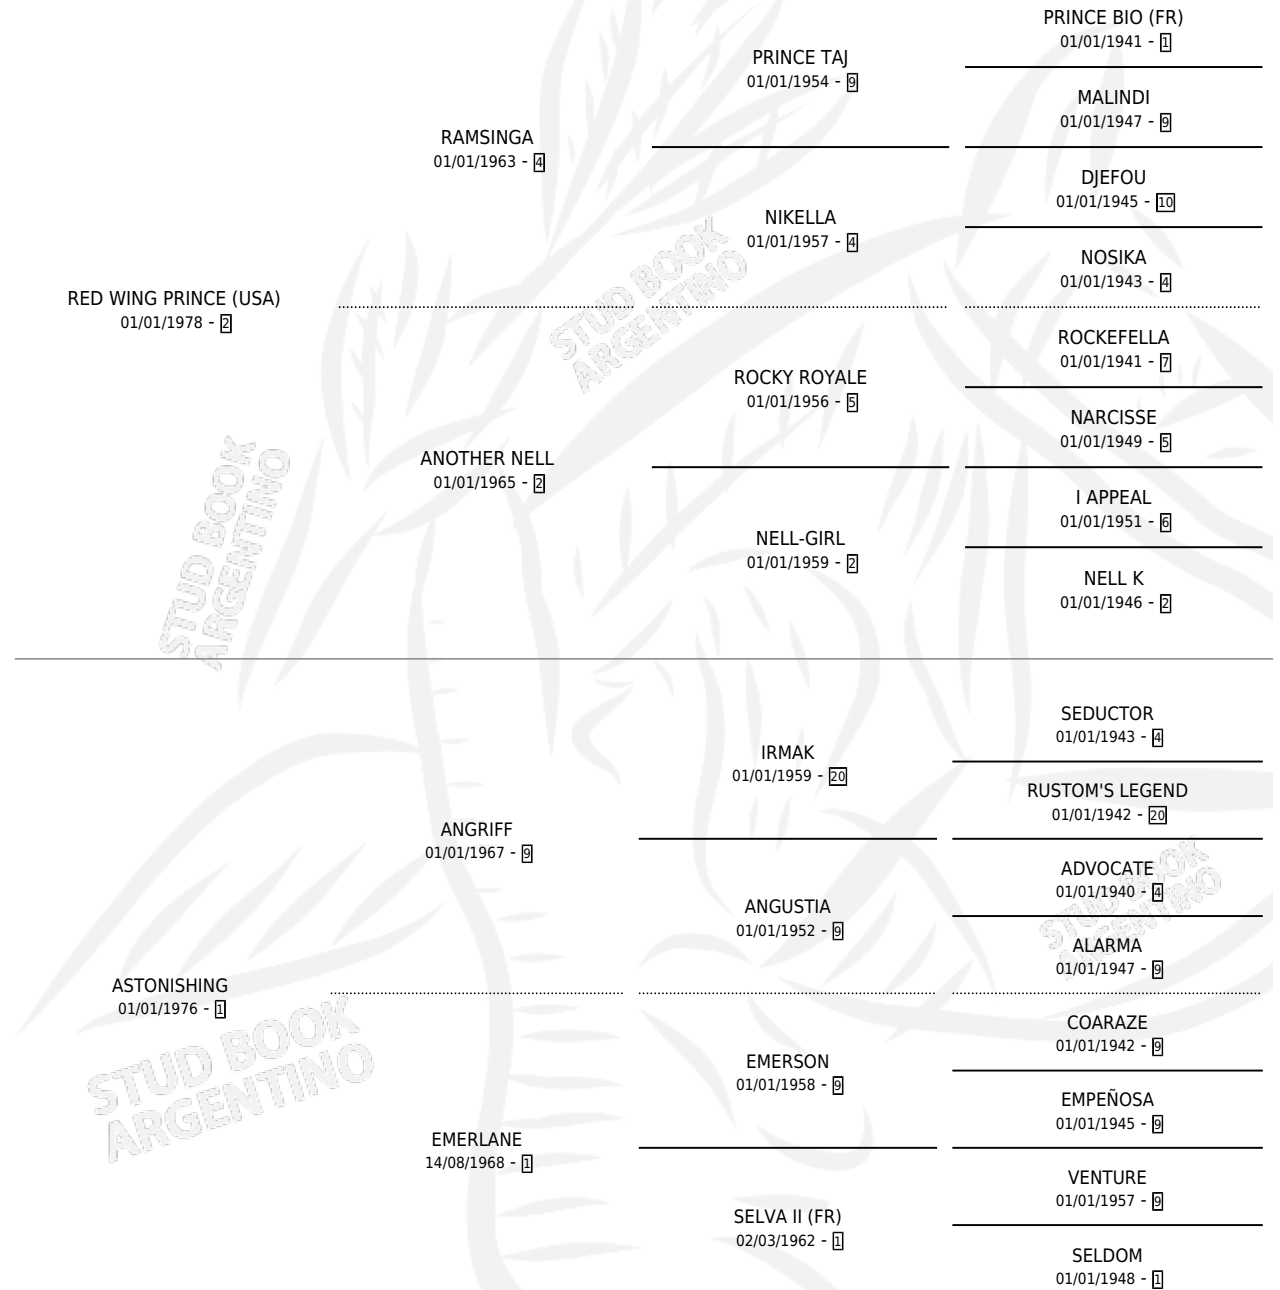 PRINCE BIO (FR)
01/01/1941 - 1
PRINCE TAJ
01/01/1954 - 9
MALINDI
01/01/1947 - 9
RAMSINGA
01/01/1963 - 4
DJEFOU
01/01/1945 - 10
NIKELLA
01/01/1957 - 4
NOSIKA
01/01/1943 - 4
RED WING PRINCE (USA)
01/01/1978 - 2
ROCKEFELLA
01/01/1941 - 7
ROCKY ROYALE
01/01/1956 - 5
NARCISSE
01/01/1949 - 5
ANOTHER NELL
01/01/1965 - 2
I APPEAL
01/01/1951 - 6
NELL-GIRL
01/01/1959 - 2
NELL K
01/01/1946 - 2
SEDUCTOR
01/01/1943 - 4
IRMAK
01/01/1959 - 20
RUSTOM'S LEGEND
01/01/1942 - 20
ANGRIFF
01/01/1967 - 9
ADVOCATE
01/01/1940 - 4
ANGUSTIA
01/01/1952 - 9
ALARMA
01/01/1947 - 9
ASTONISHING
01/01/1976 - 1
COARAZE
01/01/1942 - 9
EMERSON
01/01/1958 - 9
EMPEÑOSA
01/01/1945 - 9
EMERLANE
14/08/1968 - 1
VENTURE
01/01/1957 - 9
SELVA II (FR)
02/03/1962 - 1
SELDOM
01/01/1948 - 1
STUD BOOK
ARGENTINO
STUD BOOK
ARGENTINO
STUD BOOK
ARGENTINO
STUD BOOK
ARGENTINO